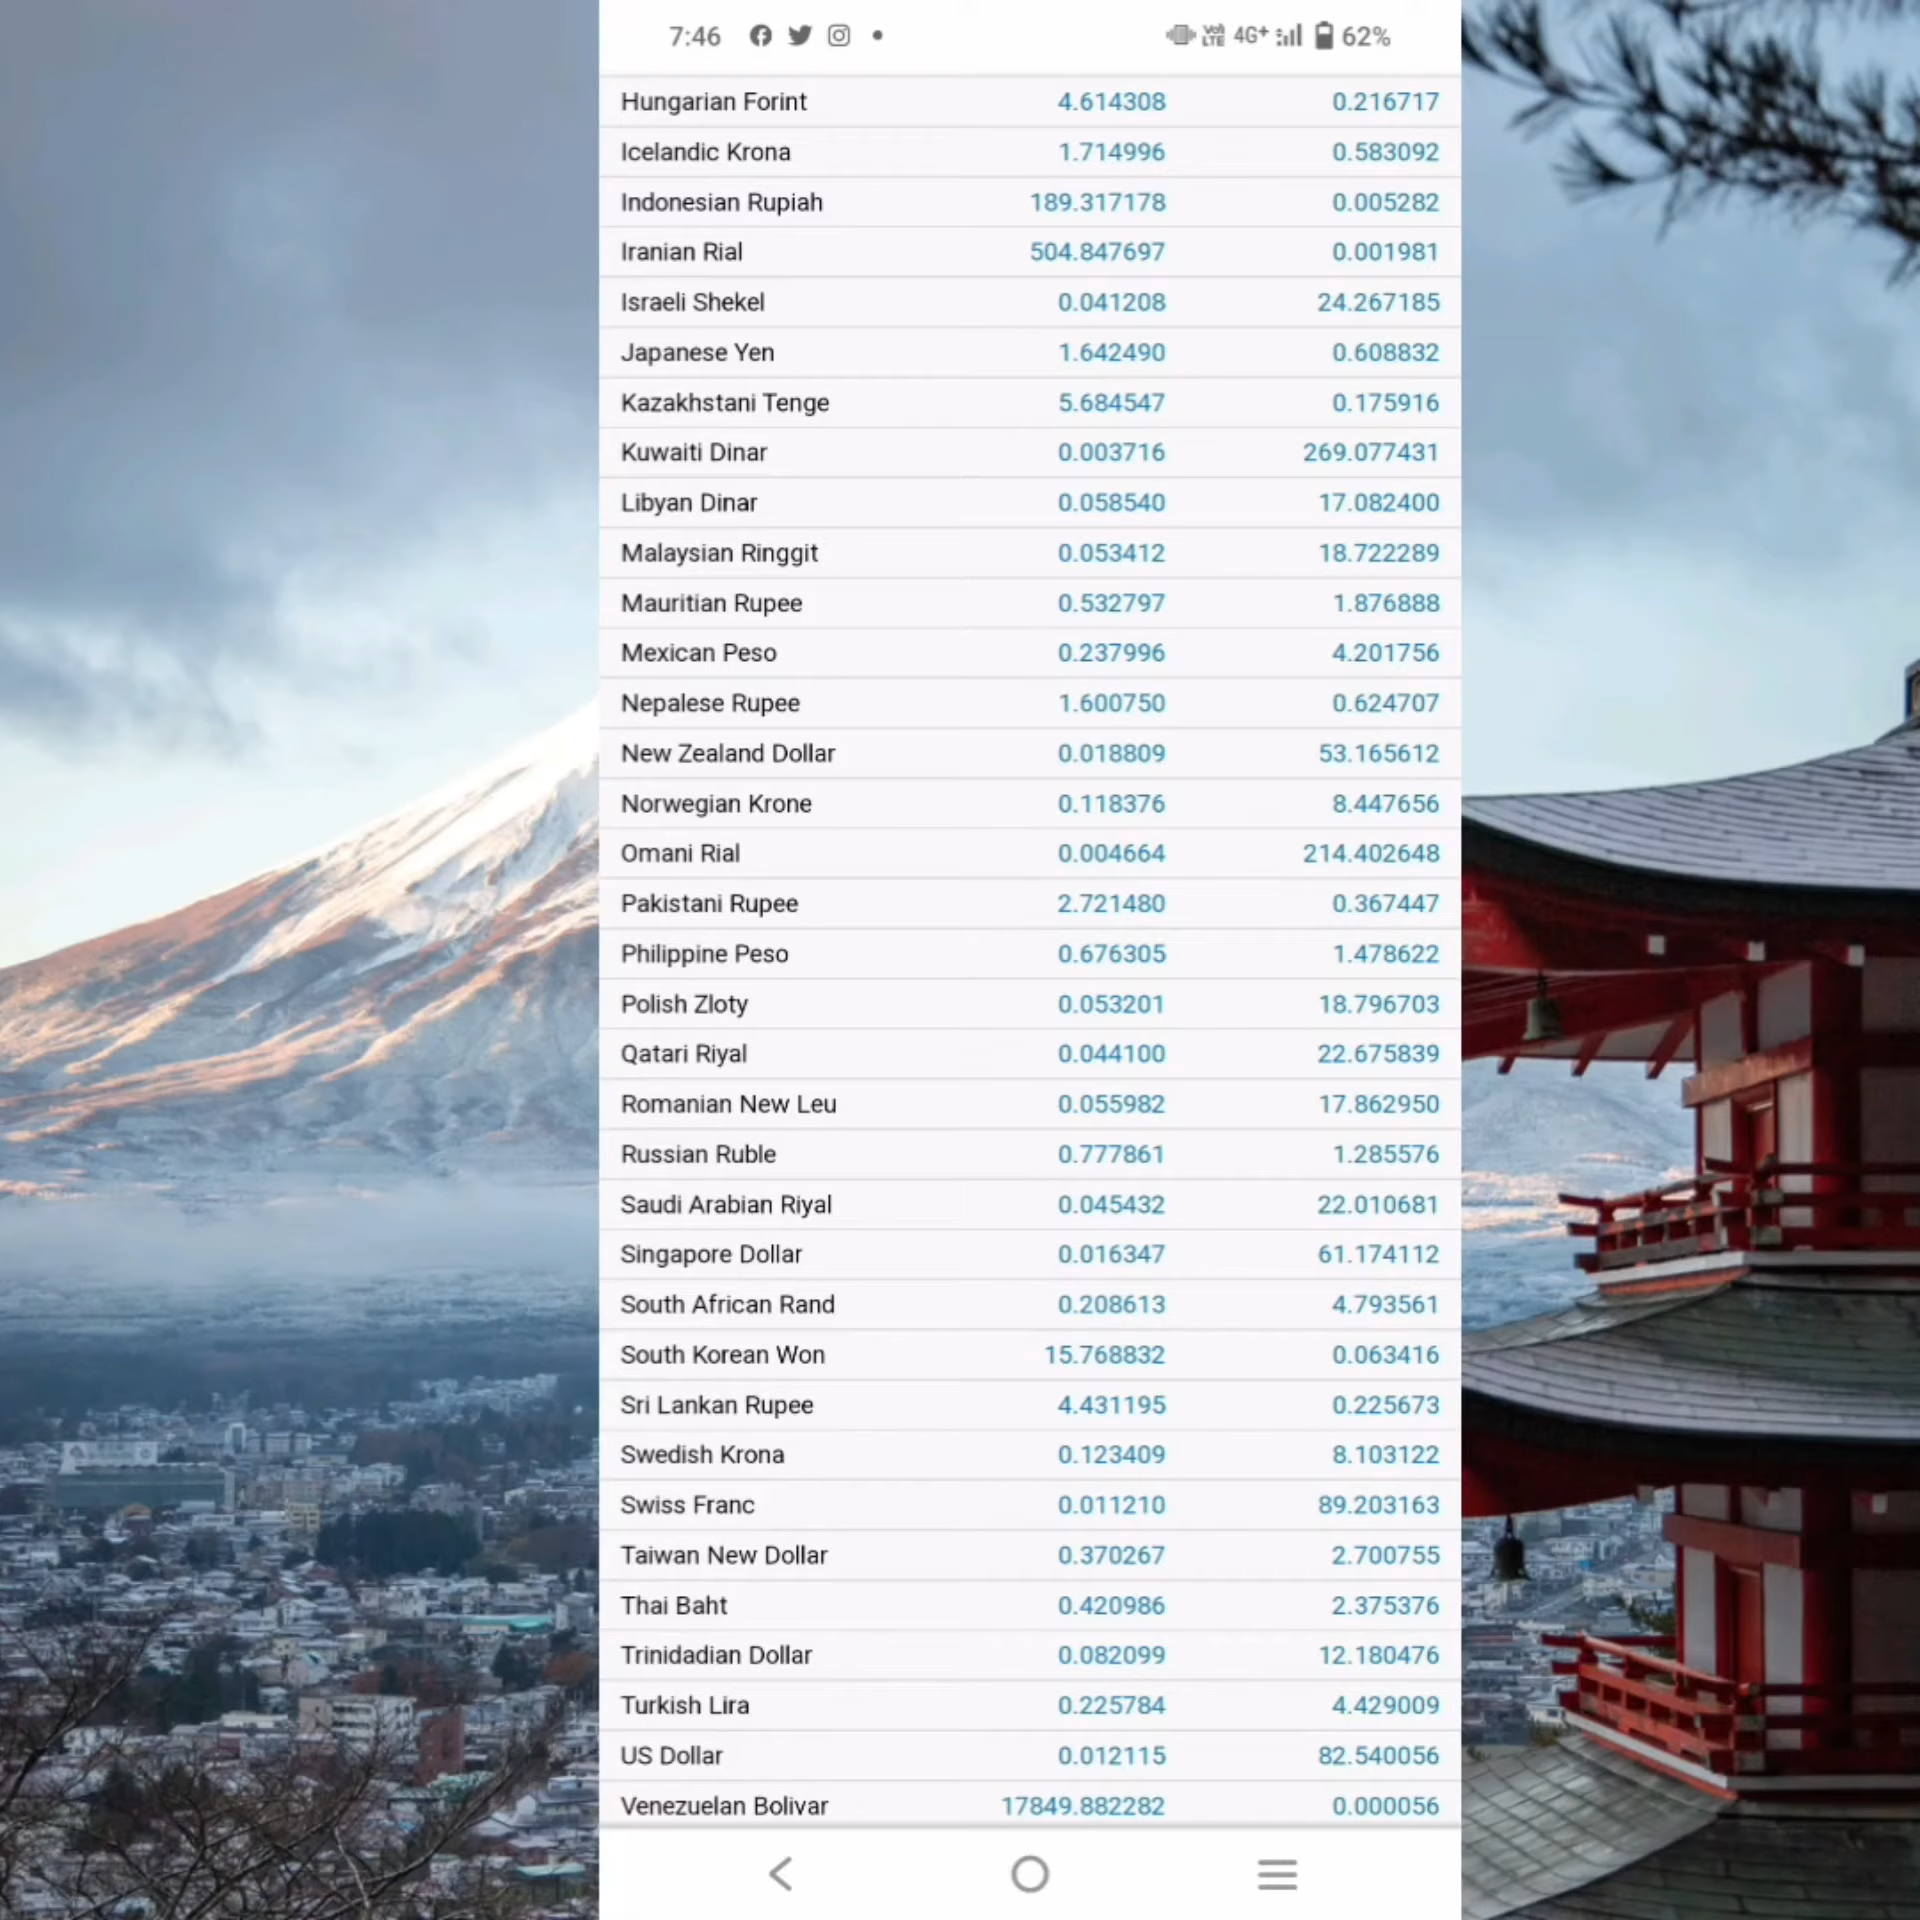 7:46 Vo) LTE 4G+ 62%
Hungarian Forint 4.614308 0.216717
Icelandic Krona 1.714996 0.583092
Indonesian Rupiah 189.317178 0.005282
Iranian Rial 504.847697 0.001981
Israeli Shekel 0.041208 24.267185
Japanese Yen 1.642490 0.608832
Kazakhstani Tenge 5.684547 0.175916
Kuwaiti Dinar 0.003716 269.077431
Libyan Dinar 0.058540 17.082400
Malaysian Ringgit 0.053412 18.722289
Mauritian Rupee 0.532797 1.876888
Mexican Peso 0.237996 4.201756
Nepalese Rupee 1.600750 0.624707
New Zealand Dollar 0.018809 53.165612
Norwegian Krone 0.118376 8.447656
Omani Rial 0.004664 214.402648
Pakistani Rupee 2.721480 0.367447
Philippine Peso 0.676305 1.478622
Polish Zloty 0.053201 18.796703
Qatari Riyal 0.044100 22.675839
Romanian New Leu 0.055982 17.862950
Russian Ruble 0.777861 1.285576
Saudi Arabian Riyal 0.045432 22.010681
Singapore Dollar 0.016347 61.174112
South African Rand 0.208613 4.793561
South Korean Won 15.768832 0.063416
Sri Lankan Rupee 4.431195 0.225673
Swedish Krona 0.123409 8.103122
Swiss Franc 0.011210 89.203163
Taiwan New Dollar 0.370267 2.700755
Thai Baht 0.420986 2.375376
Trinidadian Dollar 0.082099 12.180476
Turkish Lira 0.225784 4.429009
US Dollar 0.012115 82.540056
Venezuelan Bolivar 17849.882282 0.000056